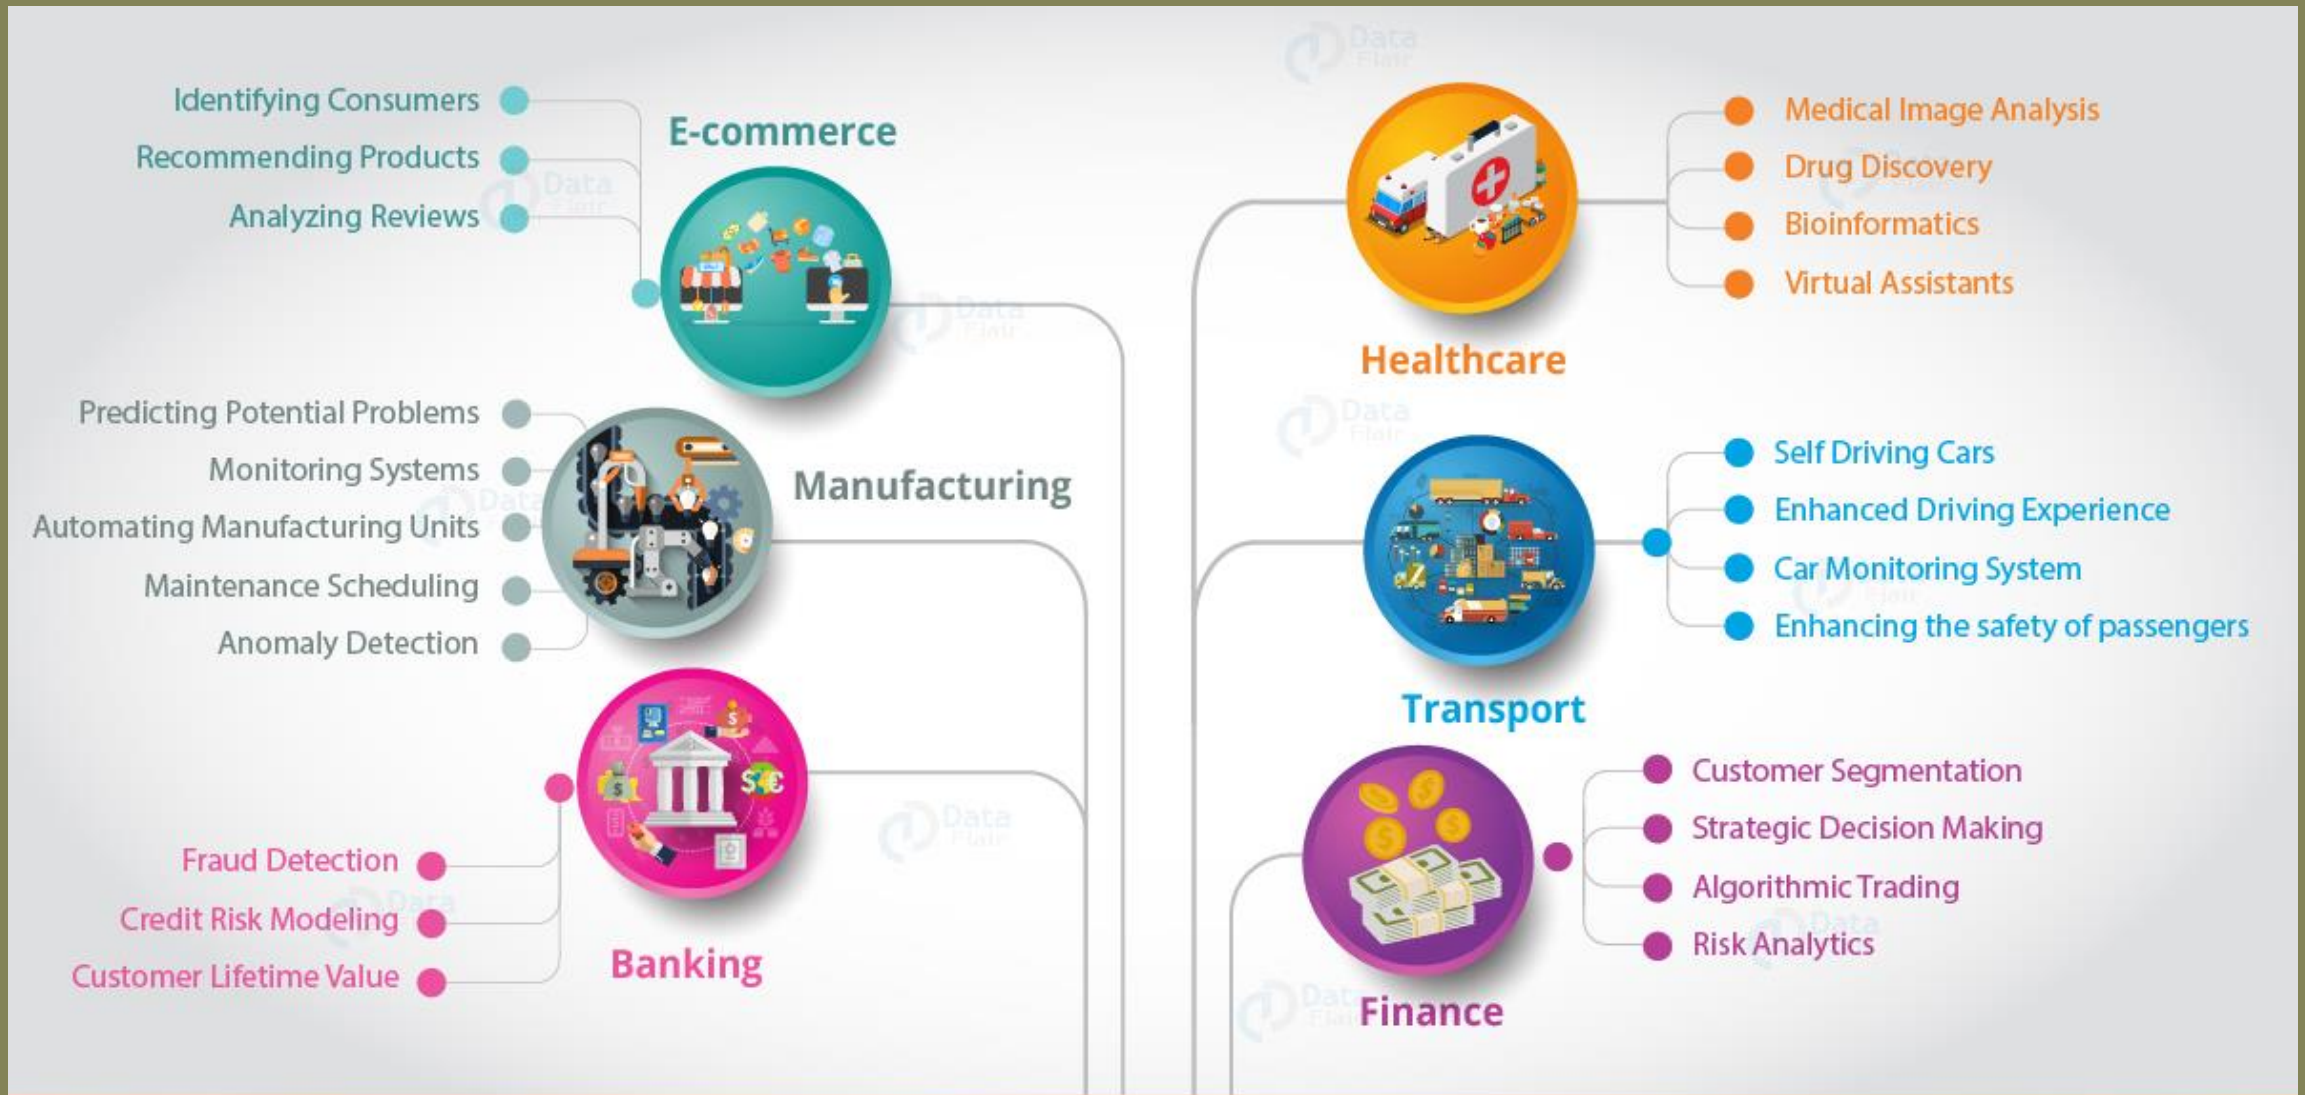 Identifying Consumers
Recommending Products
Analyzing Reviews
E-commerce
Predicting Potential Problems
Monitoring Systems
Automating Manufacturing Units
Maintenance Scheduling
Anomaly Detection
Manufacturing
Fraud Detection
Credit Risk Modeling
Customer Lifetime Value
Banking
Medical Image Analysis
Drug Discovery
Bioinformatics
Virtual Assistants
Healthcare
Self Driving Cars
Enhanced Driving Experience
Car Monitoring System
Enhancing the safety of passengers
Transport
Customer Segmentation
Strategic Decision Making
Algorithmic Trading
Risk Analytics
Finance
Data
Flair